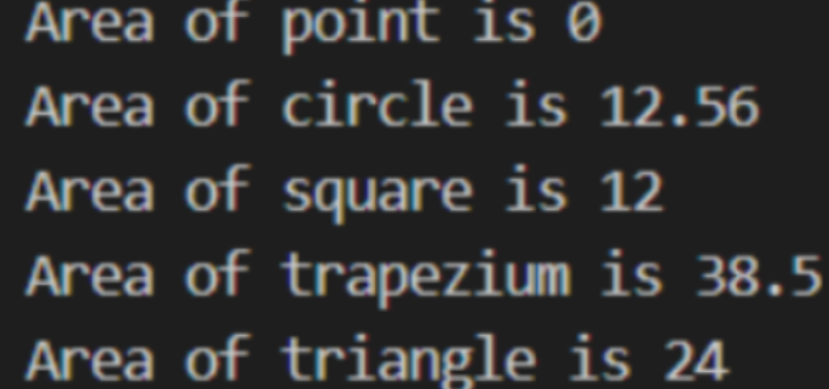 Area of point is 0
Area of circle is 12.56
Area of square is 12
Area of trapezium is 38.5
Area of triangle is 24